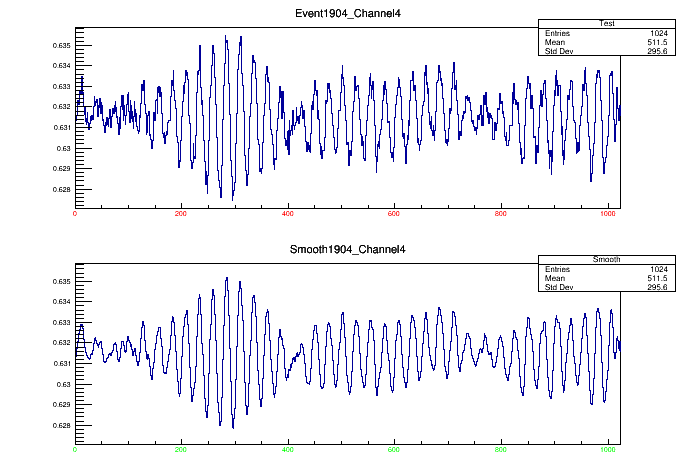 Event1904_Channel4
Test
Entries 1024
Mean 511.5
Std Dev 295.6
0.635
0.634
0.633
0.632
0.631
0.63
0.629
0.628
0 200 400 600 800 1000
Smooth1904_Channel4
Smooth
Entries 1024
Mean 511.5
Std Dev 295.6
0.635
0.634
0.633
0.632
0.631
0.63
0.629
0.628
0 200 400 600 800 1000